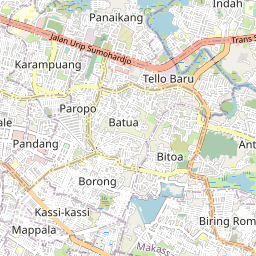 Indah
Panaikang
Jalan Urip Sumohardjo
Trans S
Karampuang
Tello Baru
Paropo
Batua
ale
Pandang
Bitoa
Ant
Borong
Kassi-kassi
Biring Rom
Mappala
Makass